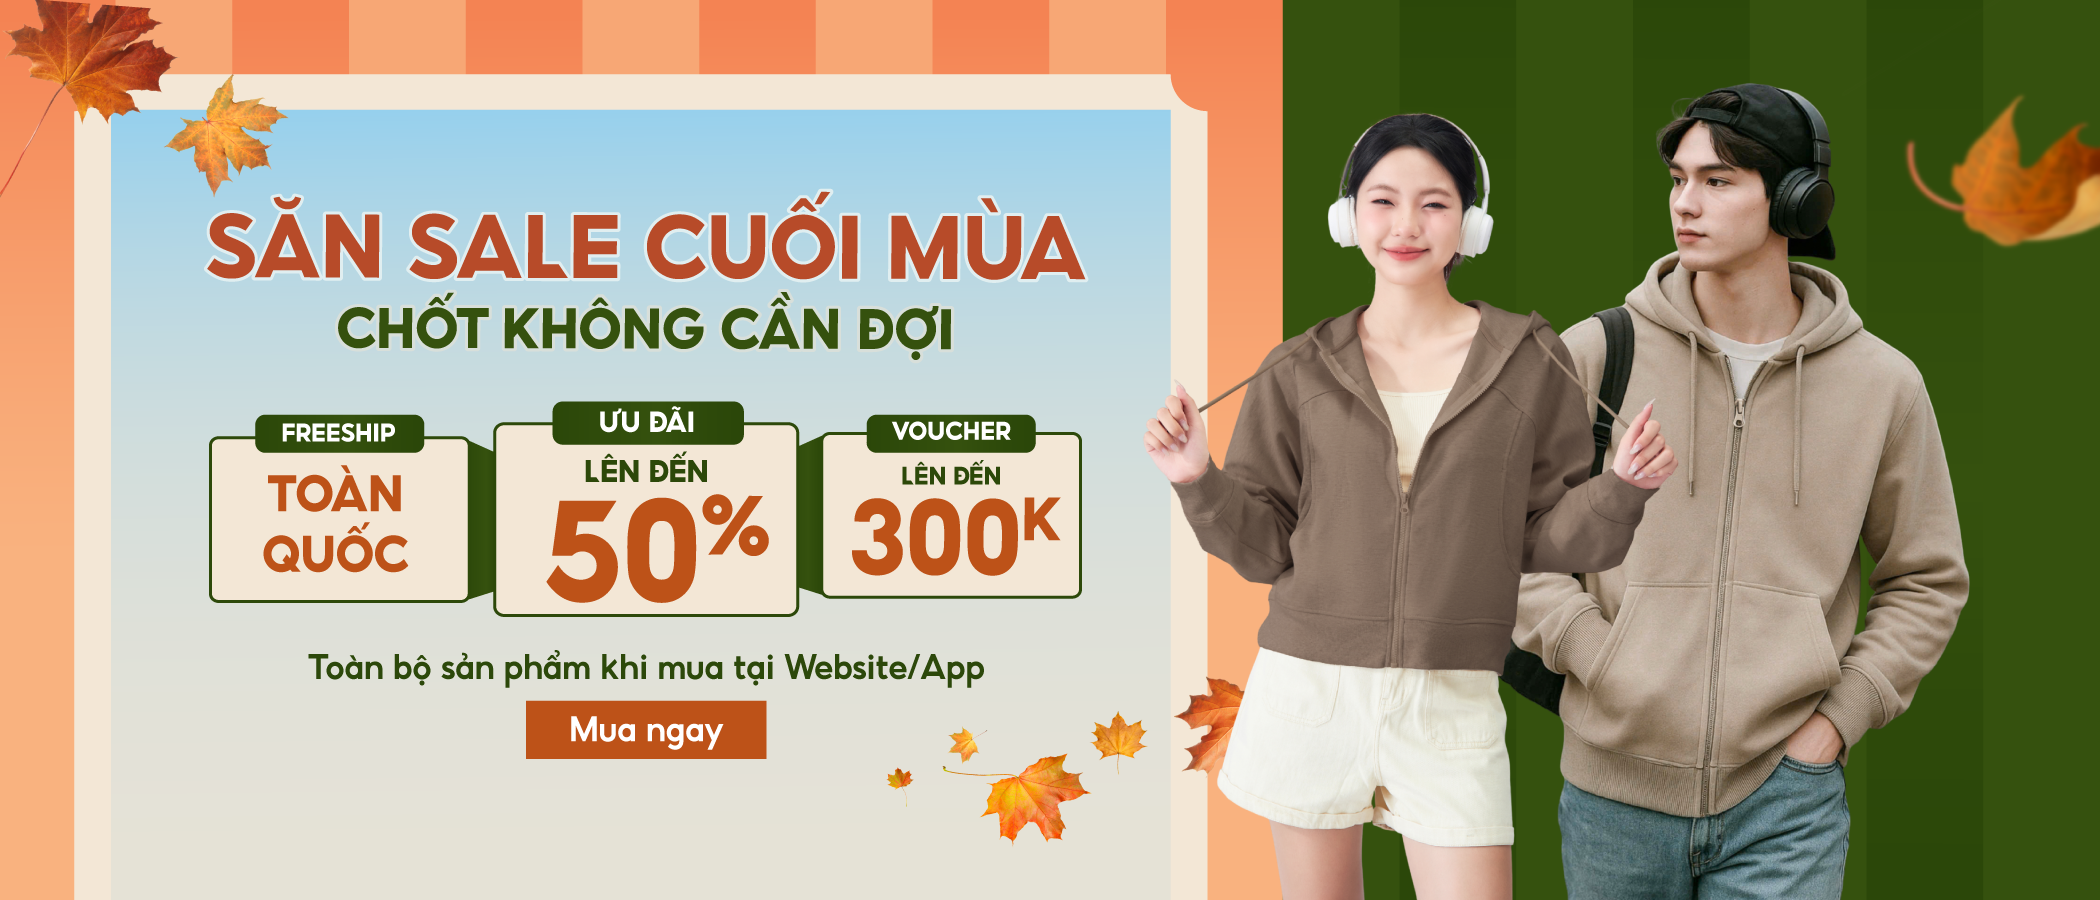 SĂN SALE CUỐI MÙA
CHỐT KHÔNG CẦN ĐỢI
FREESHIP
TOÀN
QUỐC
ƯU ĐÃI
LÊN ĐẾN
50%
VOUCHER
LÊN ĐẾN
300K
Toàn bộ sản phẩm khi mua tại Website/App
Mua ngay